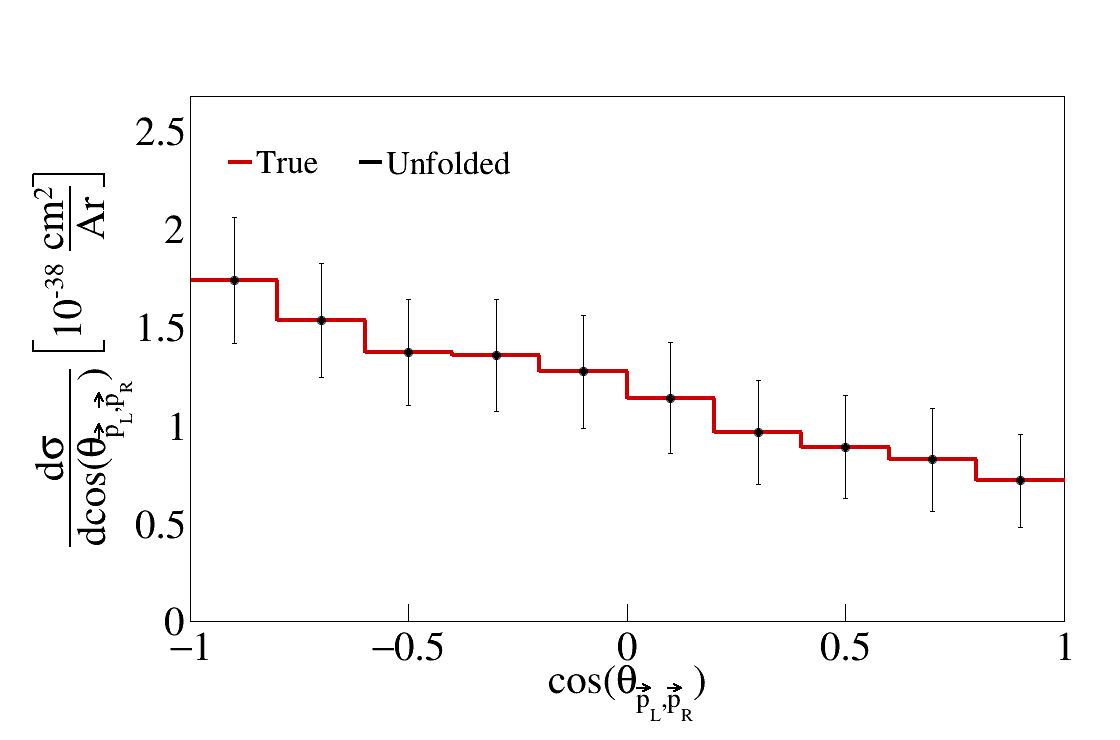 dσ
dcos(θp⃗L,p⃗R)
[10-38 cm2
Ar]
2.5
2
1.5
1
0.5
0
True Unfolded
−1 −0.5 0 0.5 1
cos(θp⃗L,p⃗R)